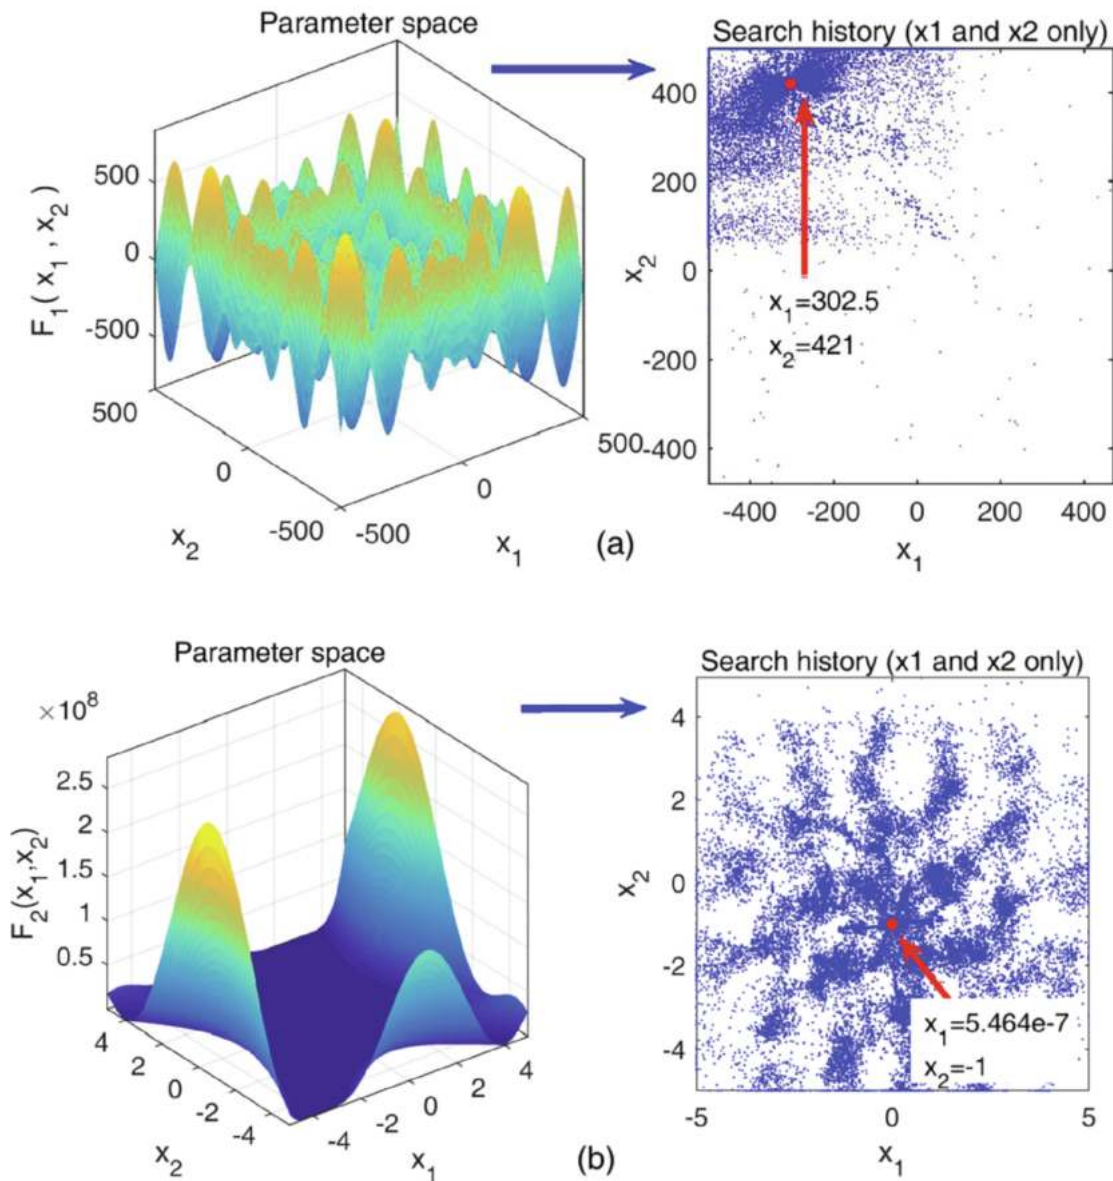 Parameter space
Search history (x1 and x2 only)
F1(x1, x2)
500
0
-500
500
0
-500
x2
-500
0
500
x1
400
200
0
-200
-400
x2
x1=302.5
x2=421
-400
-200
0
200
400
x1
(a)
Parameter space
Search history (x1 and x2 only)
×10^8
F2(x1,x2)
2.5
2
1.5
1
0.5
4
2
0
-2
-4
x2
-4
-2
0
2
4
x1
4
2
0
-2
-4
x2
x1=5.464e-7
x2=-1
-5
0
5
x1
(b)